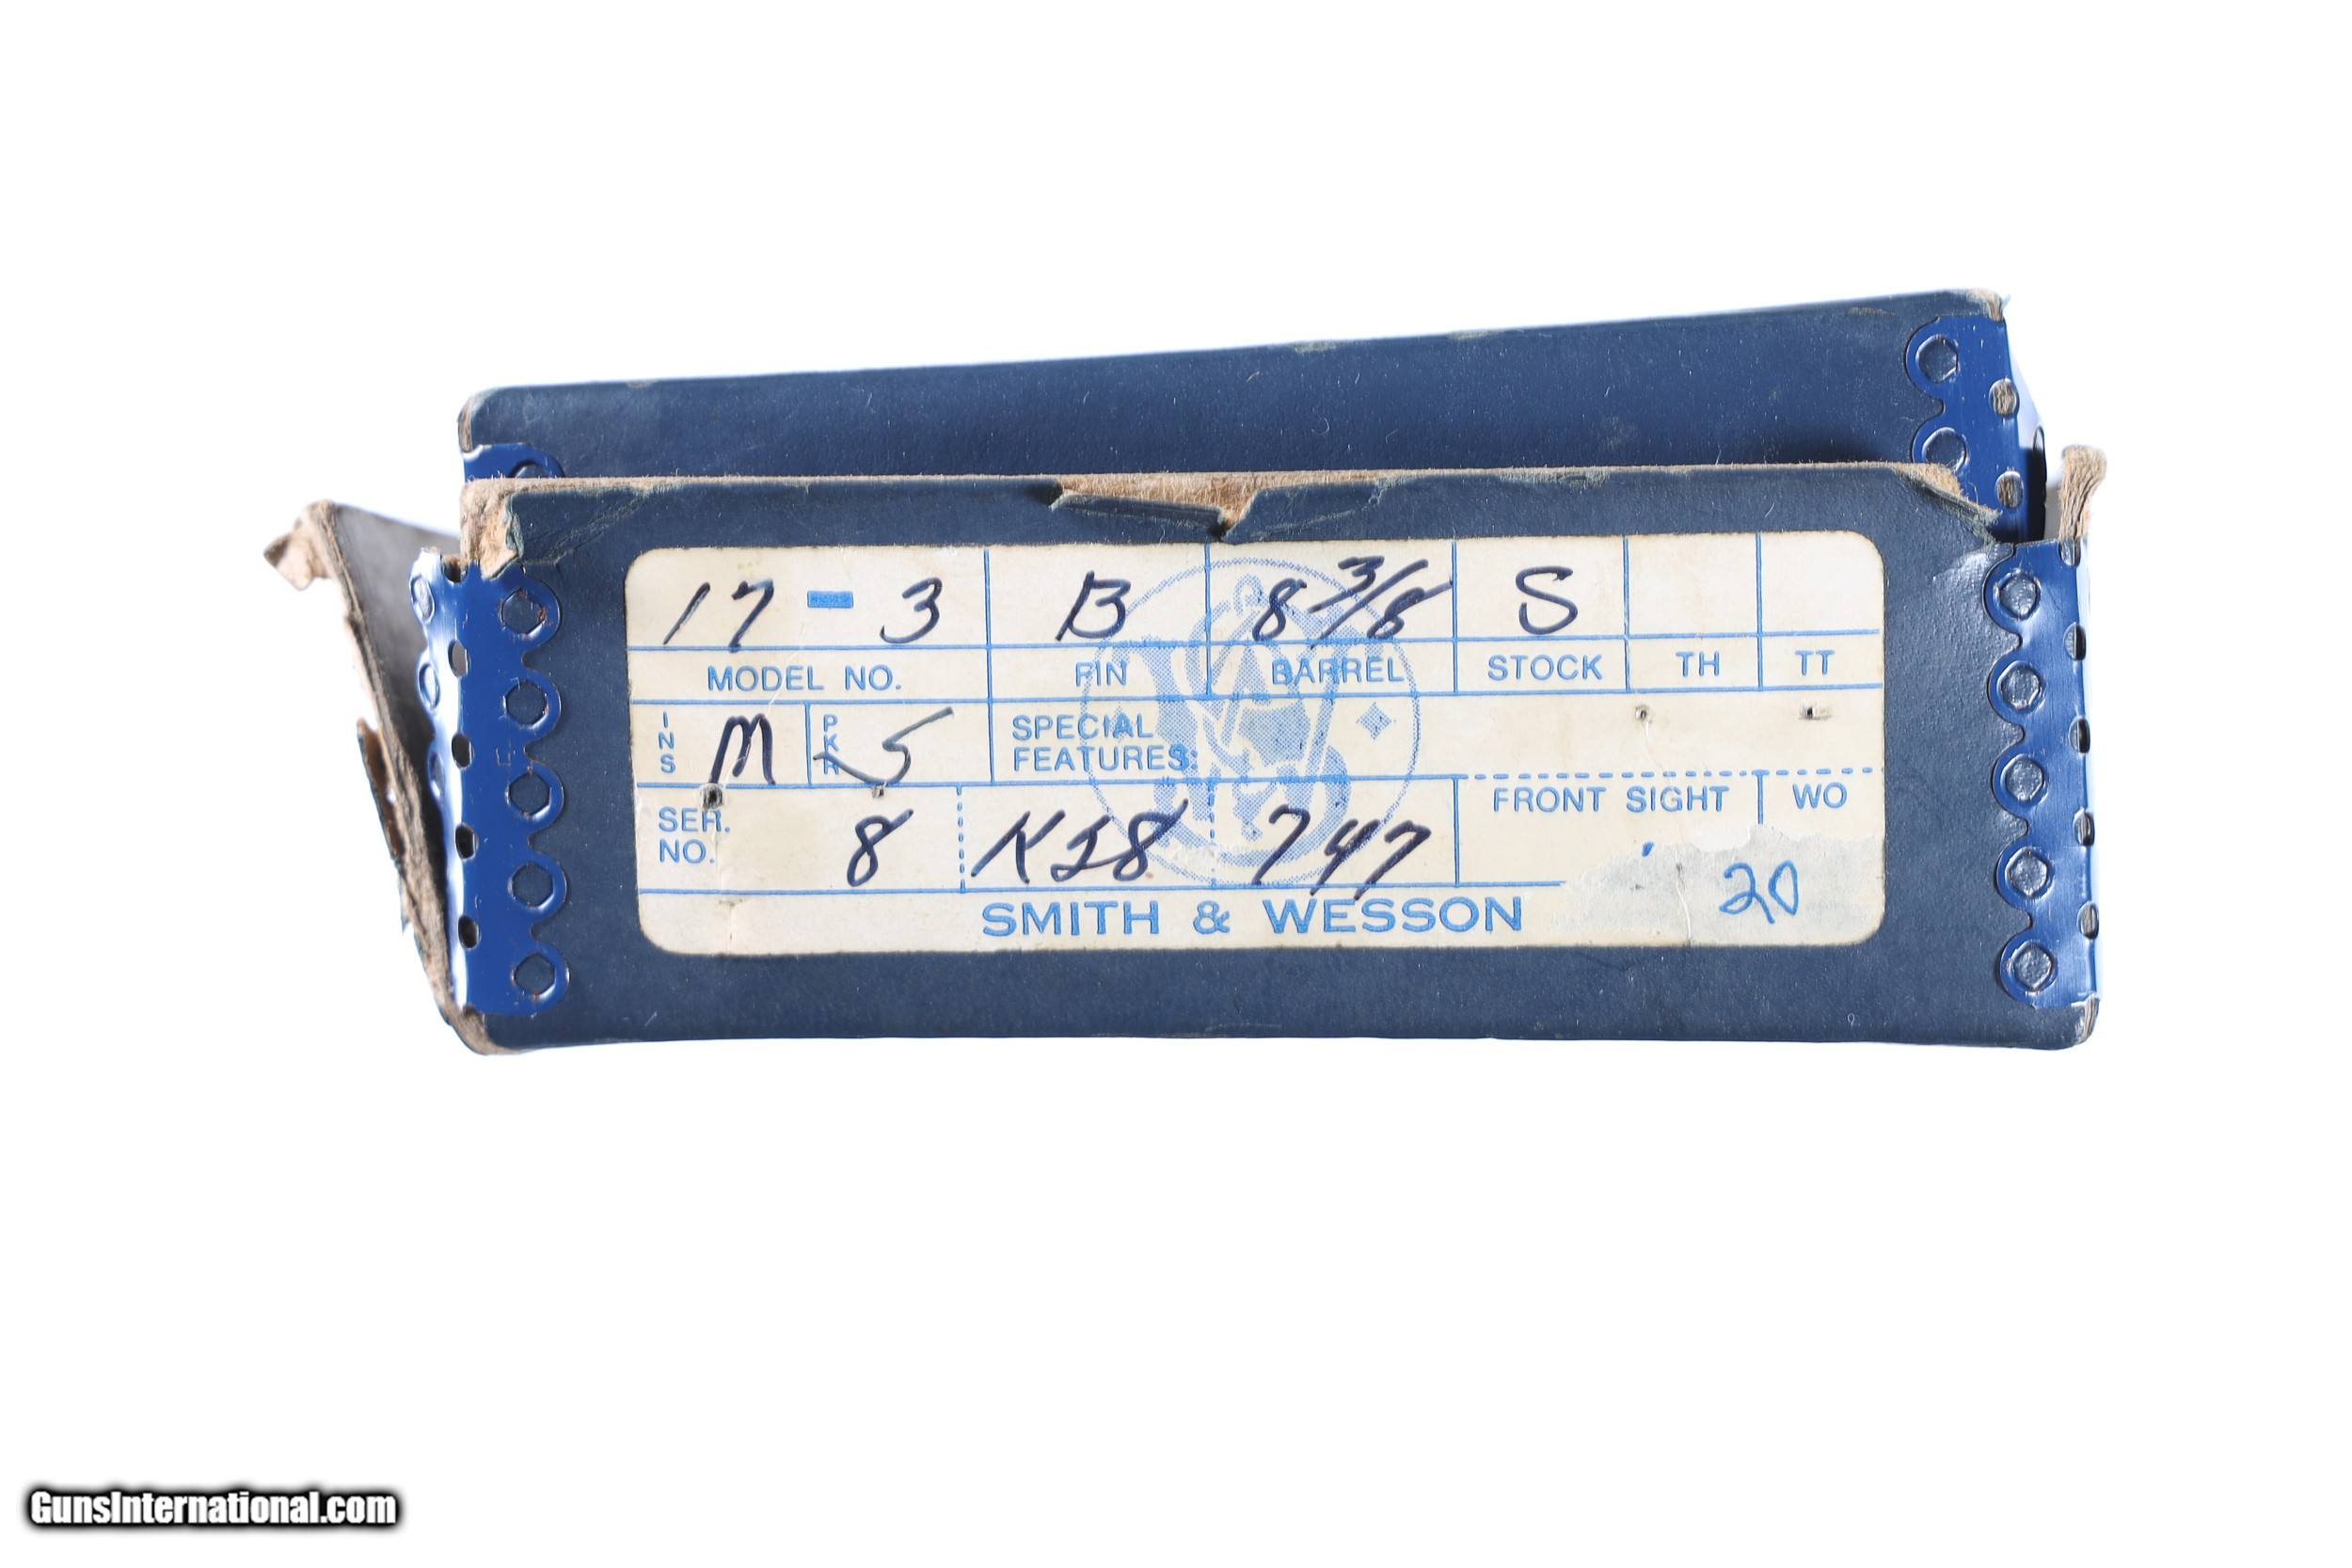 17 - 3 B 8 3/8 S
MODEL NO. FIN BARREL STOCK TH TT
INS M PKR S SPECIAL
FEATURES:
FRONT SIGHT WO
SER.
NO. 8 K28 747
20
SMITH & WESSON
GunsInternational.com